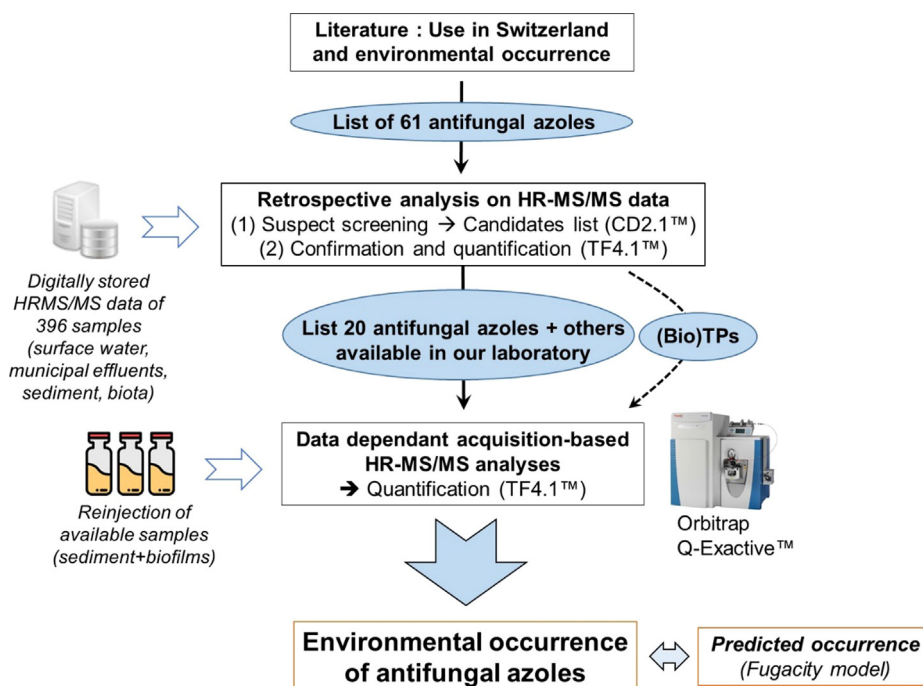 Literature : Use in Switzerland
and environmental occurrence
List of 61 antifungal azoles
Retrospective analysis on HR-MS/MS data
(1) Suspect screening → Candidates list (CD2.1™)
(2) Confirmation and quantification (TF4.1™)
Digitally stored
HRMS/MS data of
396 samples
(surface water,
municipal effluents,
sediment, biota)
List 20 antifungal azoles + others
available in our laboratory
(Bio)TPs
Data dependant acquisition-based
HR-MS/MS analyses
➔ Quantification (TF4.1™)
Reinjection of
available samples
(sediment+biofilms)
Orbitrap
Q-Exactive™
Environmental occurrence
of antifungal azoles
Predicted occurrence
(Fugacity model)